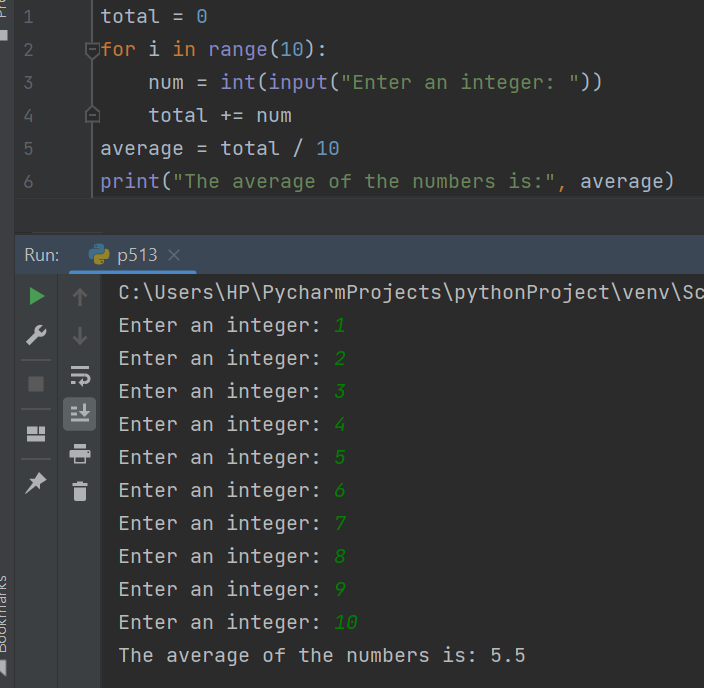 1 total = 0
2 for i in range(10):
3 num = int(input("Enter an integer: "))
4 total += num
5 average = total / 10
6 print("The average of the numbers is:", average)
Run: p513
C:\Users\HP\PycharmProjects\pythonProject\venv\Sc
Enter an integer: 1
Enter an integer: 2
Enter an integer: 3
Enter an integer: 4
Enter an integer: 5
Enter an integer: 6
Enter an integer: 7
Enter an integer: 8
Enter an integer: 9
Enter an integer: 10
The average of the numbers is: 5.5
Bookmarks